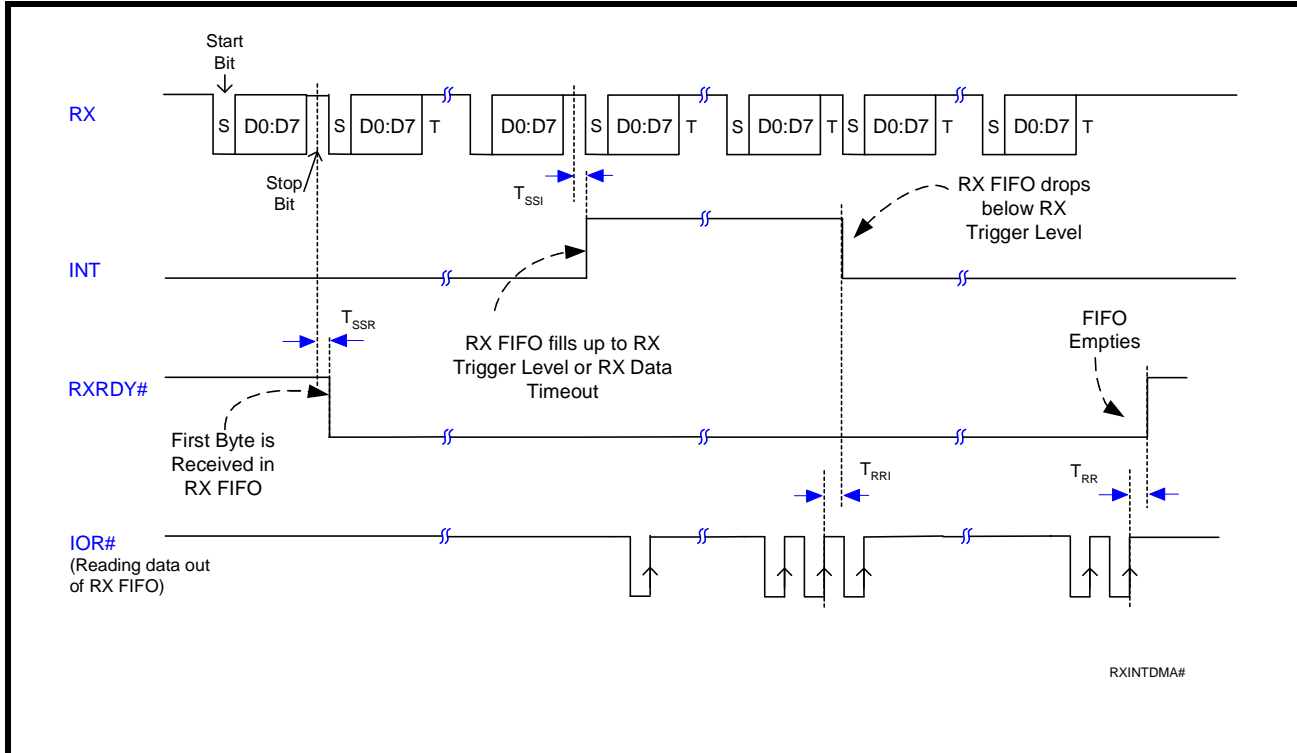 Start
Bit
RX
S D0:D7 S D0:D7 T D0:D7 S D0:D7 T S D0:D7 T S D0:D7 T S D0:D7 T
Stop
Bit
TSSI
RX FIFO drops
below RX
Trigger Level
INT
TSSR
RX FIFO fills up to RX
Trigger Level or RX Data
Timeout
FIFO
Empties
RXRDY#
First Byte is
Received in
RX FIFO
TRRI
TRR
IOR#
(Reading data out
of RX FIFO)
RXINTDMA#